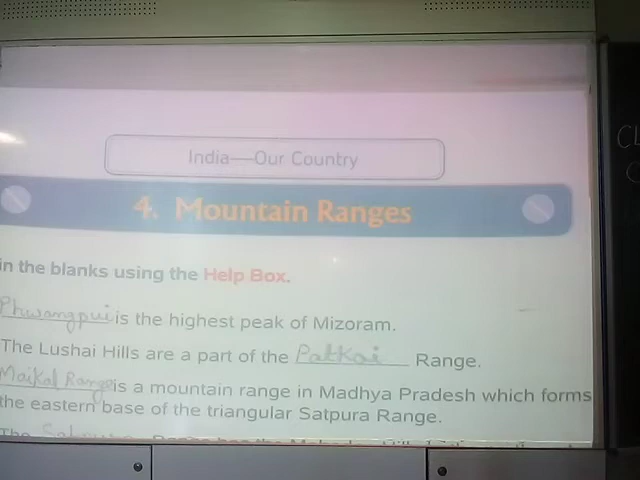 India—Our Country
4. Mountain Ranges
in the blanks using the Help Box.
Phwangpui is the highest peak of Mizoram.
The Lushai Hills are a part of the Patkai Range.
Maikal Range is a mountain range in Madhya Pradesh which forms
the eastern base of the triangular Satpura Range.
The